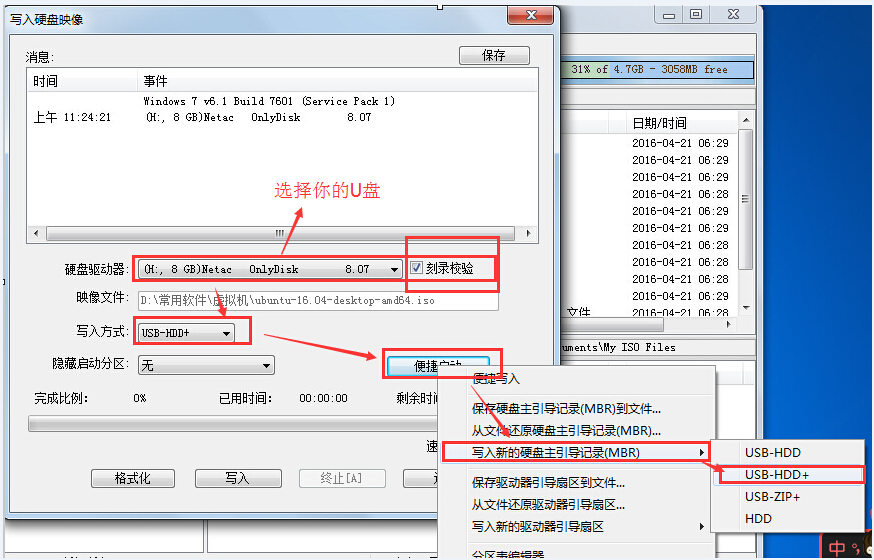 写入硬盘映像
消息:
保存
时间 事件
Windows 7 v6.1 Build 7601 (Service Pack 1)
上午 11:24:21 (H:, 8 GB)Netac OnlyDisk 8.07
选择你的U盘
硬盘驱动器: (H:, 8 GB)Netac OnlyDisk 8.07 刻录校验
映像文件: D:\常用软件\虚拟机\ubuntu-16.04-desktop-amd64.iso
写入方式: USB-HDD+
隐藏启动分区: 无 便捷启动
完成比例: 0% 已用时间: 00:00:00 剩余时间
格式化 写入 终止[A]
31% of 4.7GB - 3058MB free
日期/时间
2016-04-21 06:29
2016-04-21 06:29
2016-04-21 06:29
2016-04-21 06:28
2016-04-21 06:29
2016-04-21 06:29
2016-04-21 06:29
2016-04-21 06:28
2016-04-21 06:28
2016-04-21 06:28
文件
uments\My ISO Files
便捷写入
保存硬盘主引导记录(MBR)到文件...
从文件还原硬盘主引导记录(MBR)...
写入新的硬盘主引导记录(MBR)
保存驱动器引导扇区到文件...
从文件还原驱动器引导扇区...
写入新的驱动器引导扇区
分区表编辑器
USB-HDD
USB-HDD+
USB-ZIP+
HDD
中